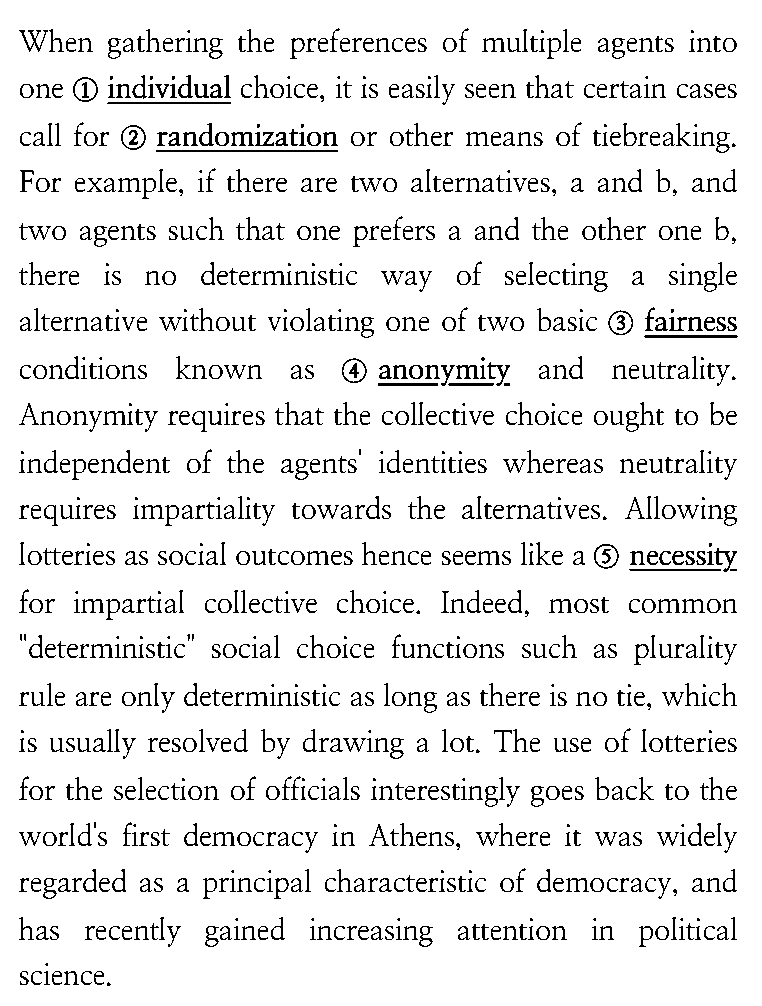 When gathering the preferences of multiple agents into
one ① individual choice, it is easily seen that certain cases
call for ② randomization or other means of tiebreaking.
For example, if there are two alternatives, a and b, and
two agents such that one prefers a and the other one b,
there is no deterministic way of selecting a single
alternative without violating one of two basic ③ fairness
conditions known as ④ anonymity and neutrality.
Anonymity requires that the collective choice ought to be
independent of the agents' identities whereas neutrality
requires impartiality towards the alternatives. Allowing
lotteries as social outcomes hence seems like a ⑤ necessity
for impartial collective choice. Indeed, most common
"deterministic" social choice functions such as plurality
rule are only deterministic as long as there is no tie, which
is usually resolved by drawing a lot. The use of lotteries
for the selection of officials interestingly goes back to the
world's first democracy in Athens, where it was widely
regarded as a principal characteristic of democracy, and
has recently gained increasing attention in political
science.